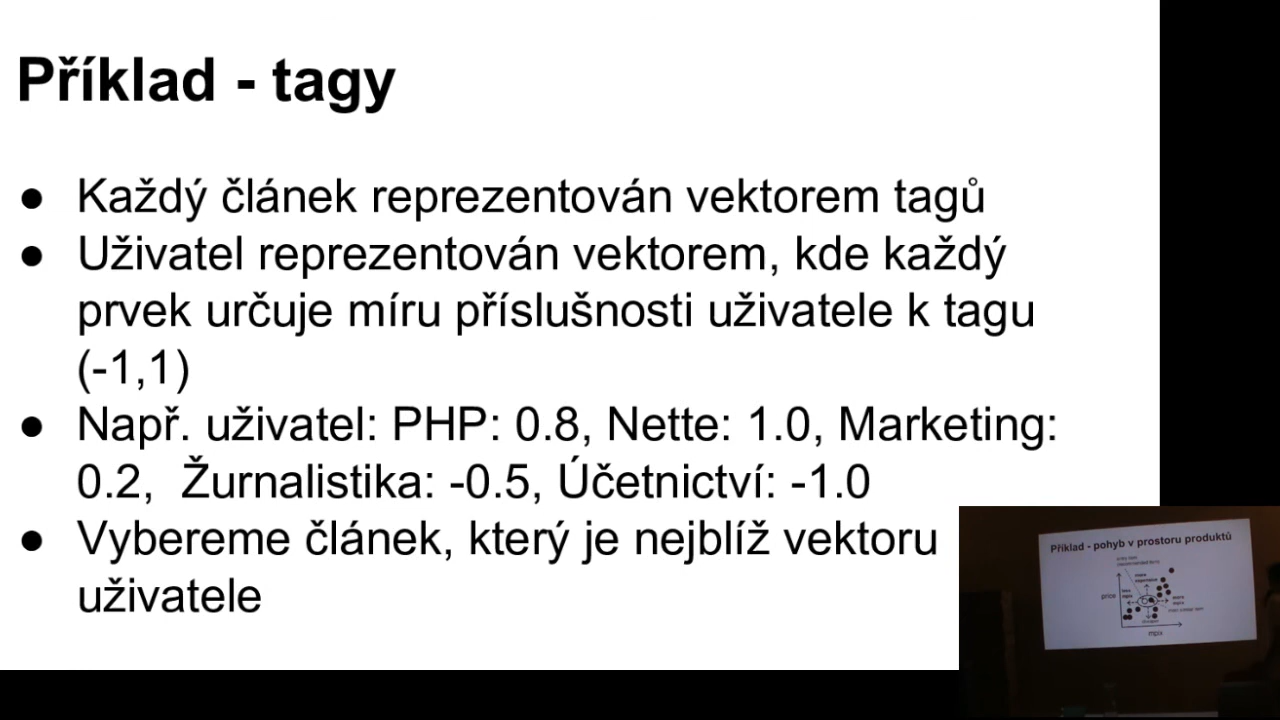 Příklad - tagy
● Každý článek reprezentován vektorem tagů
● Uživatel reprezentován vektorem, kde každý
prvek určuje míru příslušnosti uživatele k tagu
(-1,1)
● Např. uživatel: PHP: 0.8, Nette: 1.0, Marketing:
0.2, Žurnalistika: -0.5, Účetnictví: -1.0
● Vybereme článek, který je nejblíž vektoru
uživatele
Příklad - pohyb v prostoru produktů
price
mpix